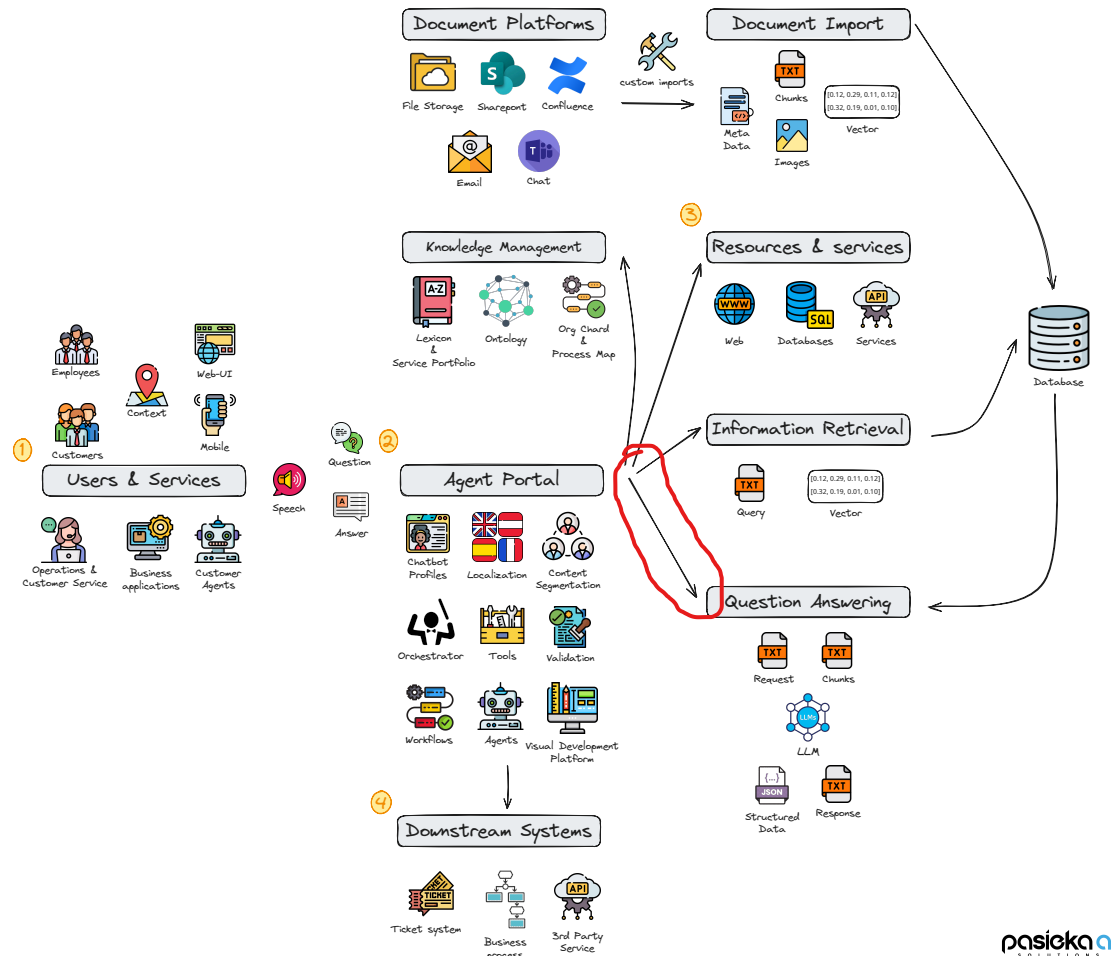 Document Platforms
Document Import
File Storage
Sharepont
Confluence
custom imports
TXT
Chunks
[0.12, 0.29, 0.11, 0.12]
[0.32, 0.19, 0.01, 0.10]
Vector
Meta
Data
Images
Email
Chat
3
Knowledge Management
Resources & services
A-Z
WWW
SQL
API
Lexicon
&
Service Portfolio
Ontology
Org Chard
&
Process Map
Web
Databases
Services
Database
Employees
Web-UI
Context
Customers
Mobile
1
Users & Services
Speech
Question
Answer
2
Agent Portal
Information Retrieval
TXT
Query
[0.12, 0.29, 0.11, 0.12]
[0.32, 0.19, 0.01, 0.10]
Vector
Operations &
Customer Service
Business
applications
Customer
Agents
Chatbot
Profiles
Localization
Content
Segmentation
Question Answering
Orchestrator
Tools
Validation
TXT
Request
TXT
Chunks
LLMs
LLM
Workflows
Agents
Visual Development
Platform
{...}
JSON
Structured
Data
TXT
Response
4
Downstream Systems
TICKET
TICKET
API
Ticket system
Business
process
3rd Party
Service
pasieka
SOLUTIONS